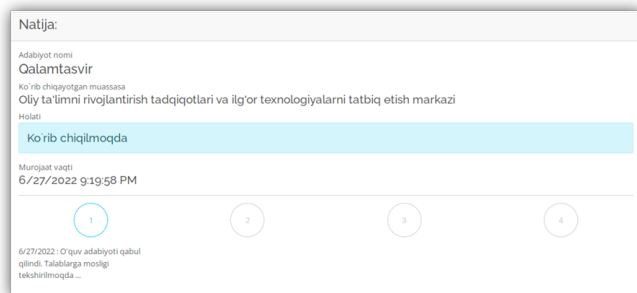 Natija:
Adabiyot nomi
Qalamtasvir
Ko`rib chiqayotgan muassasa
Oliy ta'limni rivojlantirish tadqiqotlari va ilg'or texnologiyalarni tatbiq etish markazi
Holati
Ko`rib chiqilmoqda
Murojaat vaqti
6/27/2022 9:19:58 PM
1 2 3 4
6/27/2022 : O'quv adabiyoti qabul
qilindi. Talablarga mosligi
tekshirilmoqda ...